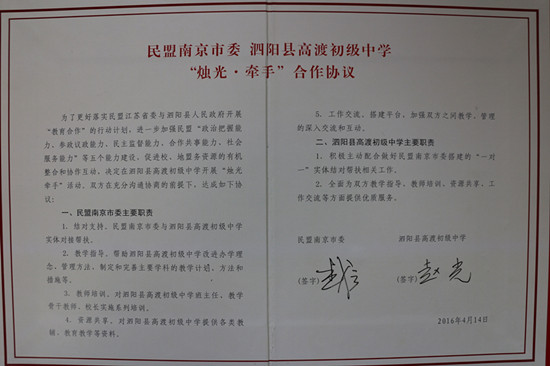 民盟南京市委 泗阳县高渡初级中学
“烛光·牵手”合作协议
为了更好落实民盟江苏省委与泗阳县人民政府开展
“教育合作”的行动计划，进一步加强民盟“政治把握能
力、参政议政能力、民主监督能力、合作共事能力、社会
服务能力”等五个能力建设，促进校、地盟务资源的有机
整合和协作互动，决定在泗阳县高渡初级中学开展“烛光
牵手”活动，双方在充分沟通协商的前提下，达成如下协
议：
一、民盟南京市委主要职责
1. 结对支持，民盟南京市委与泗阳县高渡初级中学
实体对接帮扶。
2. 教学指导，帮助泗阳县高渡初级中学改进办学理
念、管理方法、制定和完善主要学科的教学计划、方法和
措施等。
3. 教师培训，对泗阳县高渡初级中学班主任、教学
骨干教师、校长实施系列培训。
4. 资源共享，对泗阳县高渡初级中学提供各类教
辅、教育教学等资料。
5. 工作交流，搭建平台，加强双方之间教学、管理
的深入交流和互动。
二、泗阳县高渡初级中学主要职责
1. 积极主动配合做好民盟南京市委搭建的“一对
一”实体结对帮扶相关工作。
2. 全面为双方教学指导、教师培训、资源共享、工
作交流等方面提供优质服务。
民盟南京市委 泗阳县高渡初级中学
(签字) (签字) 赵光
2016年4月14日